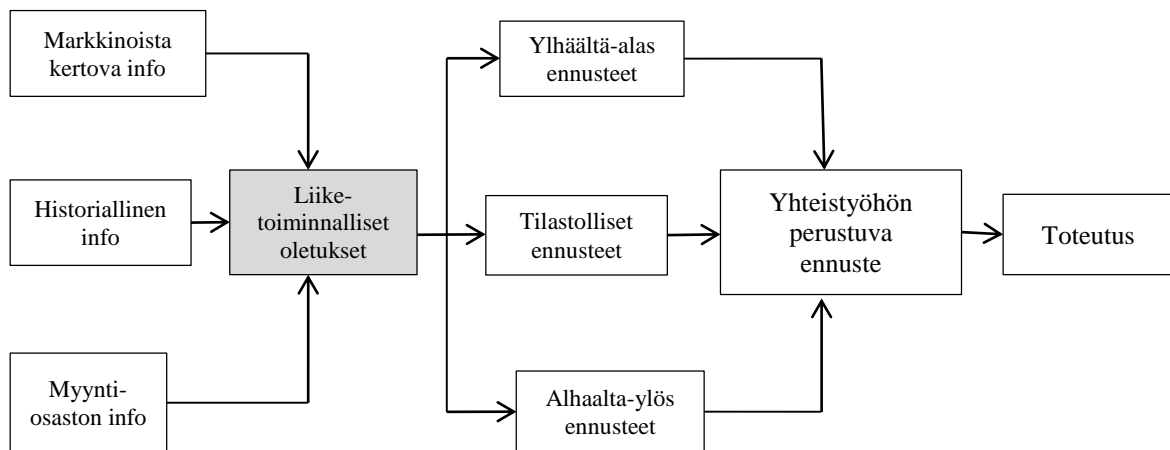 Markkinoista
kertova info
Historiallinen
info
Myynti-
osaston info
Liike-
toiminnalliset
oletukset
Ylhäältä-alas
ennusteet
Tilastolliset
ennusteet
Alhaalta-ylös
ennusteet
Yhteistyöhön
perustuva
ennuste
Toteutus